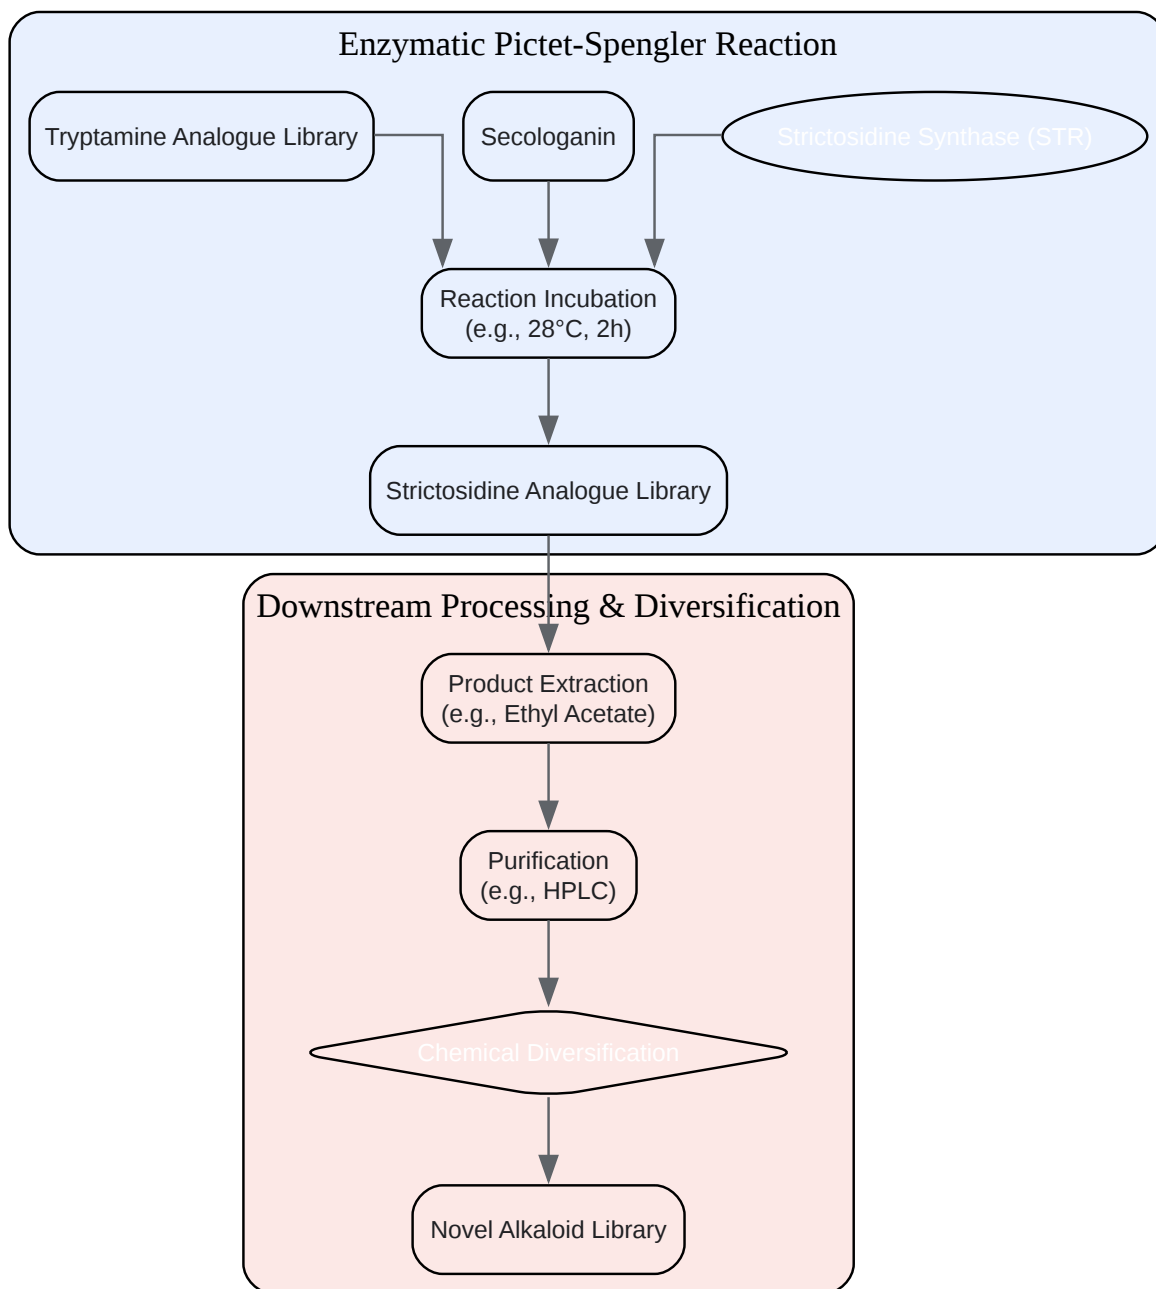 Enzymatic Pictet-Spengler Reaction
Tryptamine Analogue Library
Secologanin
Strictosidine Synthase (STR)
Reaction Incubation
(e.g., 28°C, 2h)
Strictosidine Analogue Library
Downstream Processing & Diversification
Product Extraction
(e.g., Ethyl Acetate)
Purification
(e.g., HPLC)
Chemical Diversification
Novel Alkaloid Library